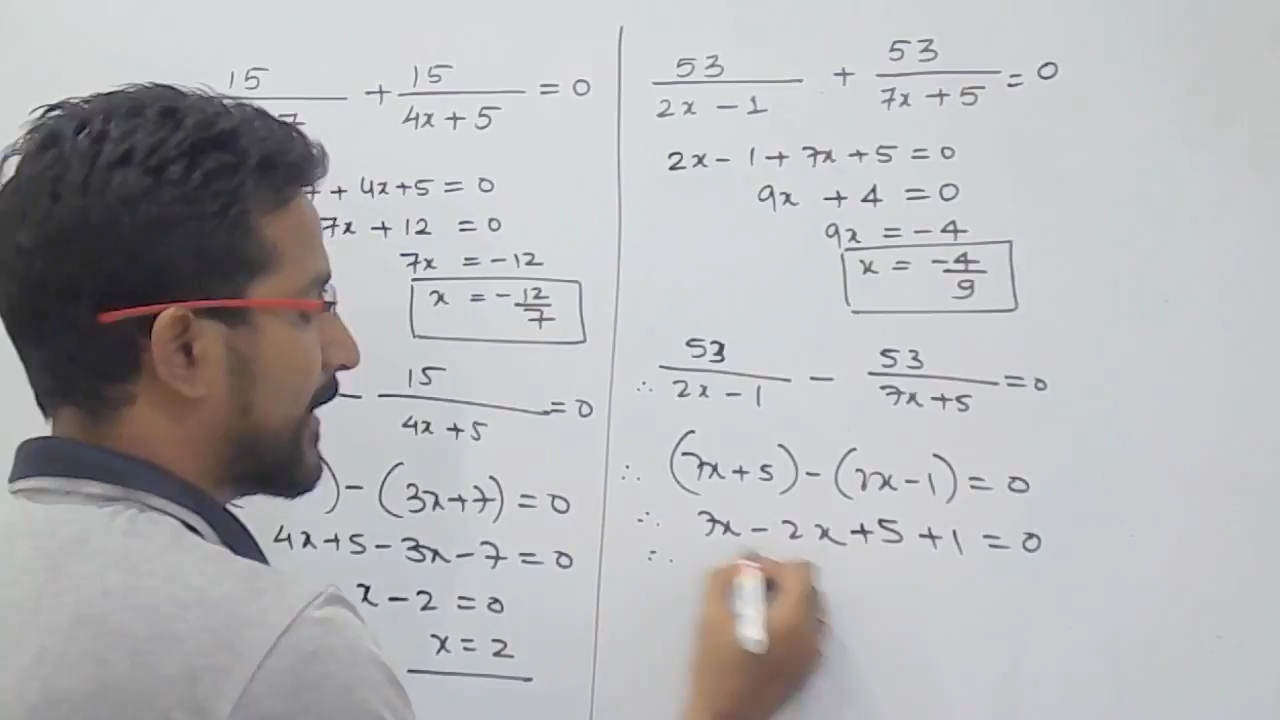 15 / 7 + 15 / 4x + 5 = 0
7 + 4x + 5 = 0
7x + 12 = 0
7x = -12
x = -12/7
- 15 / 4x + 5 = 0
) - (3x + 7) = 0
4x + 5 - 3x - 7 = 0
x - 2 = 0
x = 2
53 / 2x - 1 + 53 / 7x + 5 = 0
2x - 1 + 7x + 5 = 0
9x + 4 = 0
9x = -4
x = -4/9
∴ 53 / 2x - 1 - 53 / 7x + 5 = 0
∴ (7x + 5) - (2x - 1) = 0
∴ 7x - 2x + 5 + 1 = 0
∴